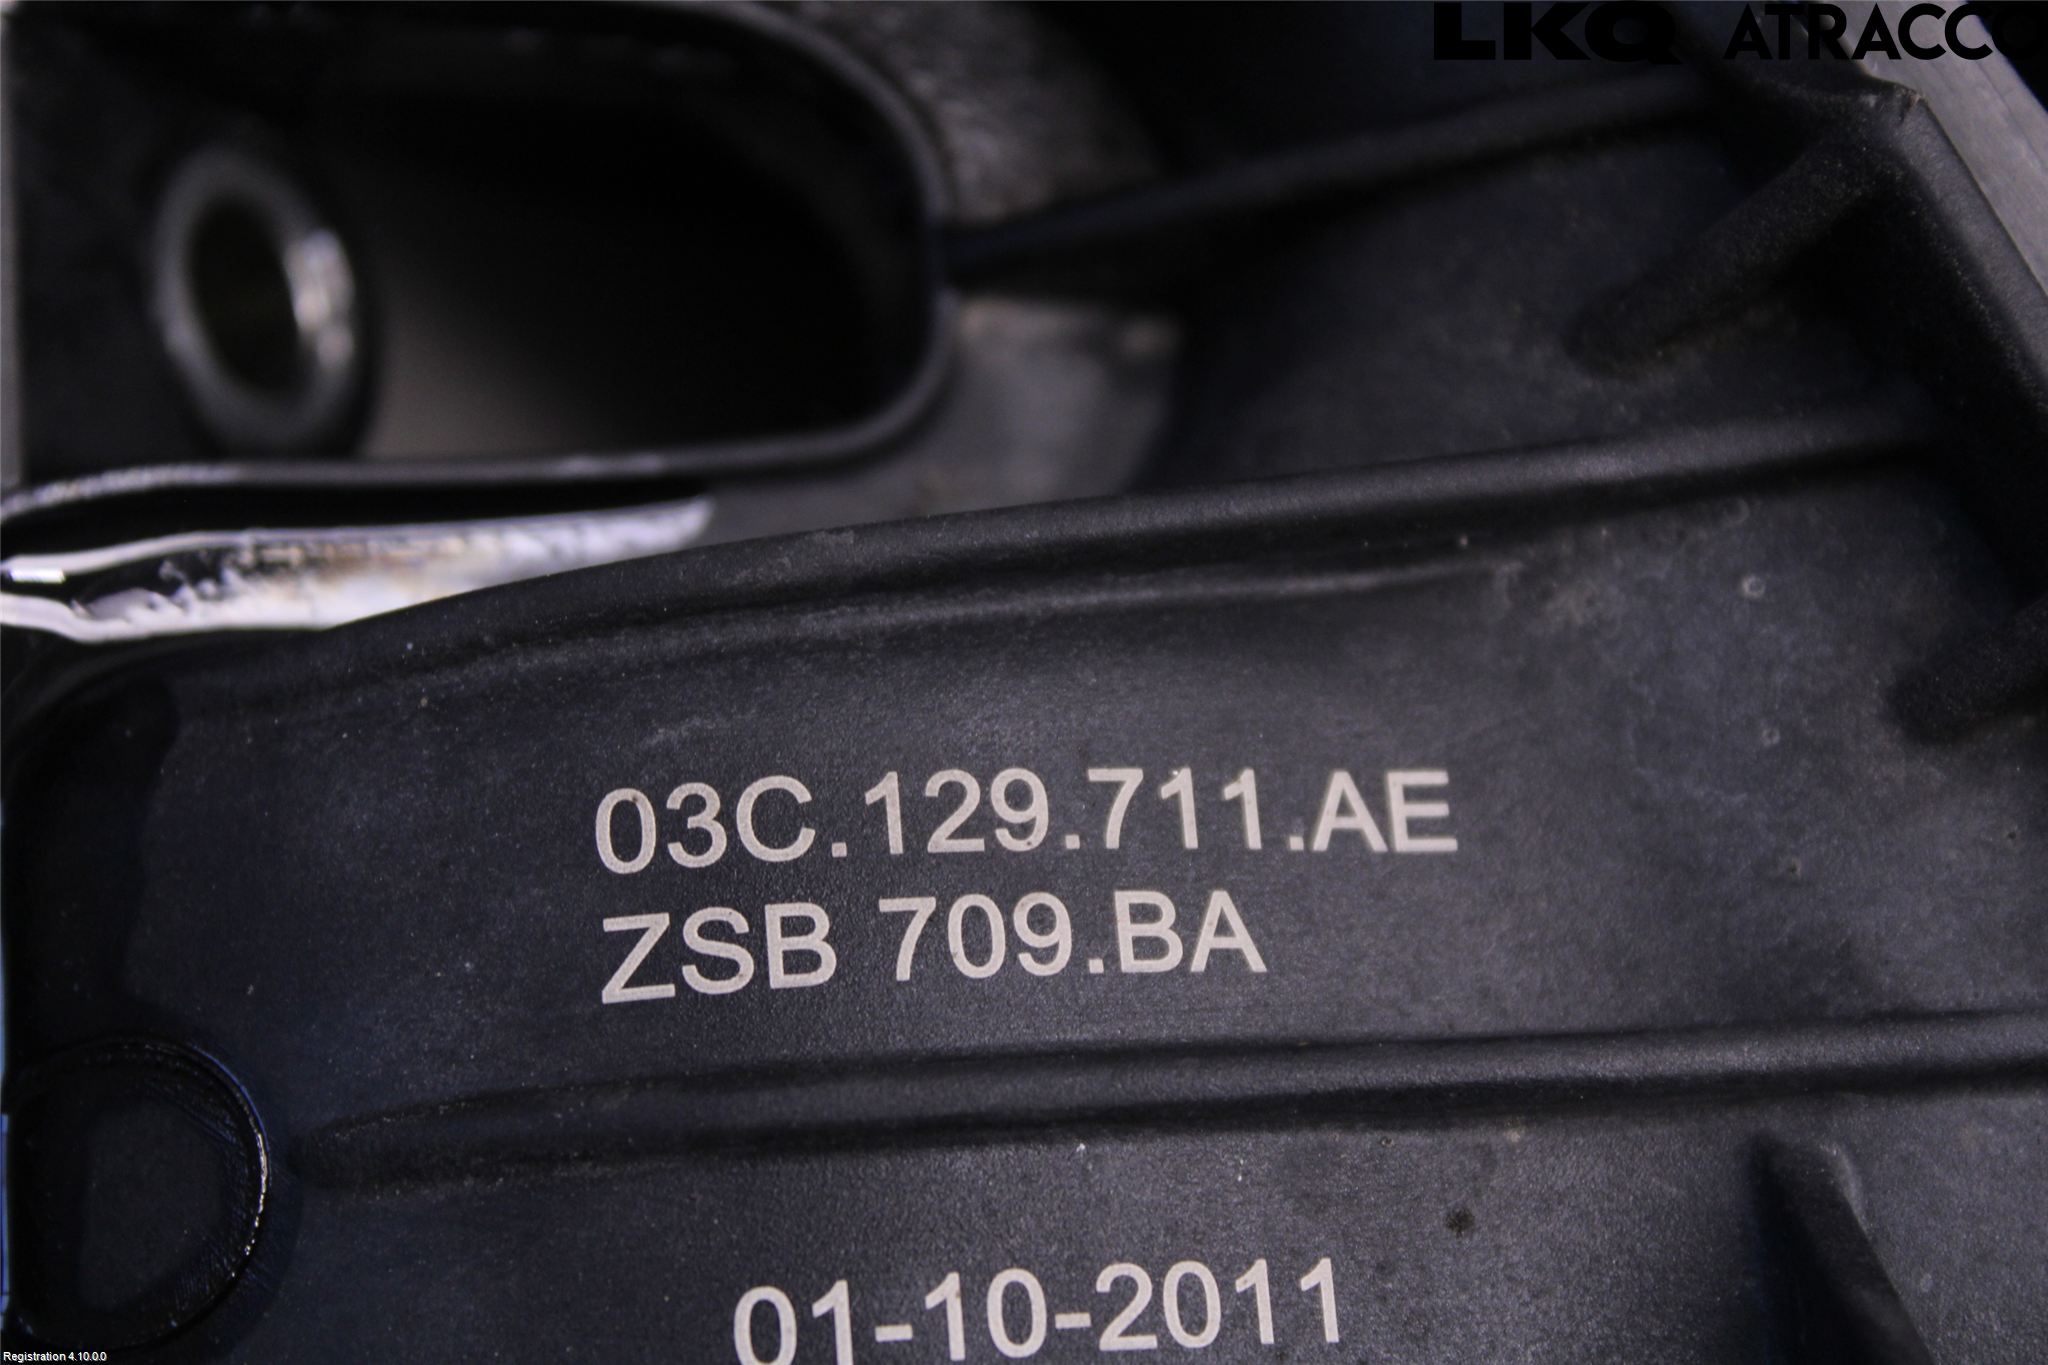 LKQ ATRACCO
03C.129.711.AE
ZSB 709.BA
01-10-2011
Registration 4.10.0.0